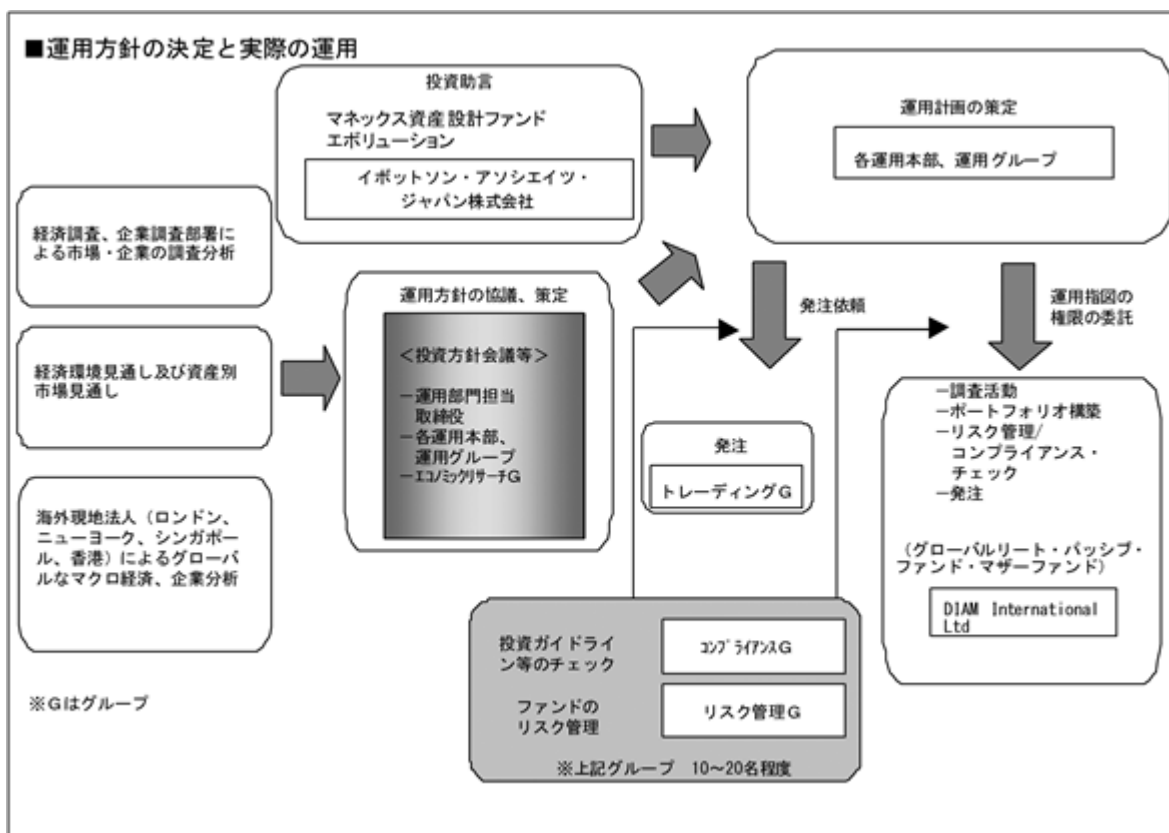 ■運用方針の決定と実際の運用
投資助言
マネックス資産設計ファンド
エボリューション
イボットソン・アソシエイツ・
ジャパン株式会社
運用計画の策定
各運用本部、運用グループ
経済調査、企業調査部署に
よる市場・企業の調査分析
経済環境見通し及び資産別
市場見通し
海外現地法人（ロンドン、
ニューヨーク、シンガポー
ル、香港）によるグローバ
ルなマクロ経済、企業分析
※Gはグループ
運用方針の協議、策定
＜投資方針会議等＞
－運用部門担当
取締役
－各運用本部、
運用グループ
－ｴｺﾉﾐｯｸﾘｻｰﾁG
発注依頼
発注
トレーディングG
運用指図の
権限の委託
－調査活動
－ポートフォリオ構築
－リスク管理/
コンプライアンス・
チェック
－発注
（グローバルリート・パッシブ・
ファンド・マザーファンド）
DIAM International
Ltd
投資ガイドライ
ン等のチェック
ｺﾝﾌﾟﾗｲｱﾝｽG
ファンドの
リスク管理
リスク管理G
※上記グループ　10～20名程度